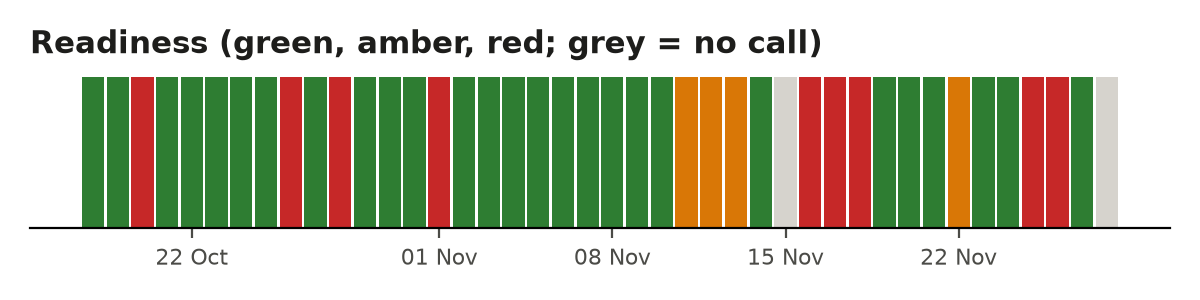 Readiness (green, amber, red; grey = no call)
22 Oct 01 Nov 08 Nov 15 Nov 22 Nov